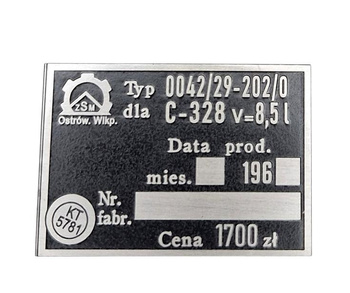 ZSM
Ostrów. Wlkp.
Typ 0042/29-202/0
dla C-328 v=8,5l
Data prod.
mies. 196
KT
5781
Nr.
fabr.
Cena 1700 zł